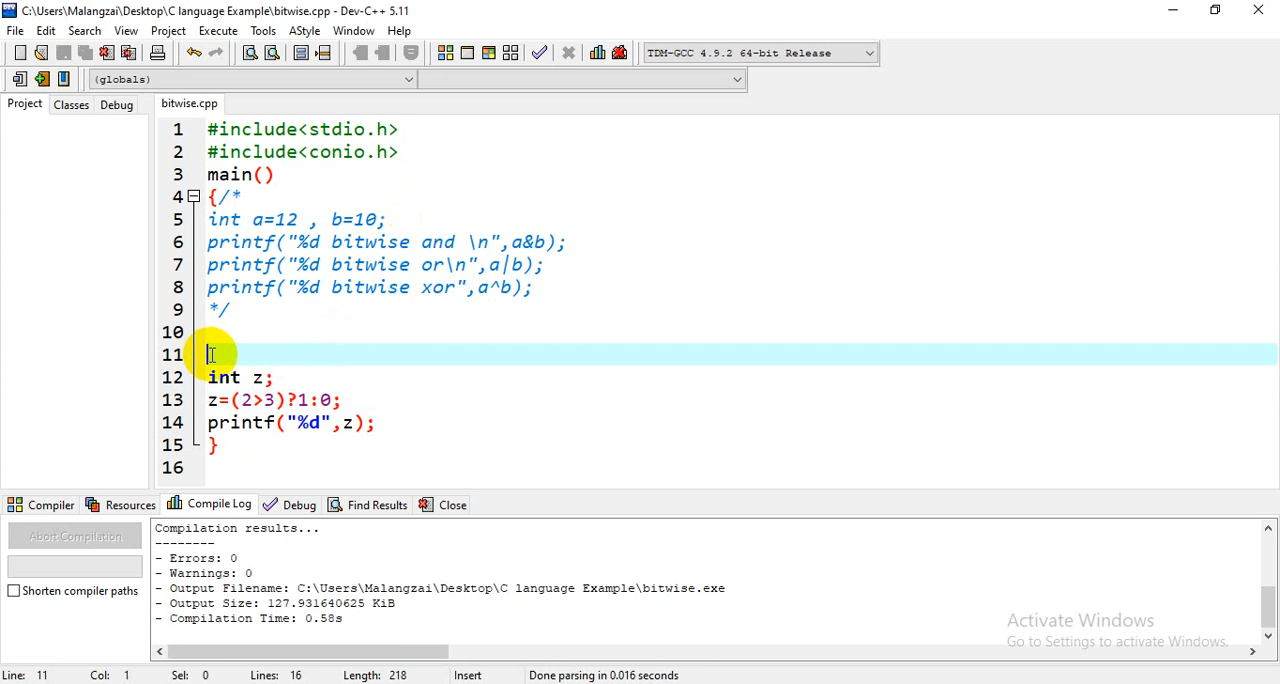 C:\Users\Malangzai\Desktop\C language Example\bitwise.cpp - Dev-C++ 5.11
File Edit Search View Project Execute Tools AStyle Window Help
TDM-GCC 4.9.2 64-bit Release
(globals)
Project Classes Debug
bitwise.cpp
1 #include<stdio.h>
2 #include<conio.h>
3 main()
4 {/*
5 int a=12 , b=10;
6 printf("%d bitwise and \n",a&b);
7 printf("%d bitwise or\n",a|b);
8 printf("%d bitwise xor",a^b);
9 */
10
11
12 int z;
13 z=(2>3)?1:0;
14 printf("%d",z);
15 }
16
Compiler Resources Compile Log Debug Find Results Close
Abort Compilation
Shorten compiler paths
Compilation results...
--------
- Errors: 0
- Warnings: 0
- Output Filename: C:\Users\Malangzai\Desktop\C language Example\bitwise.exe
- Output Size: 127.931640625 KiB
- Compilation Time: 0.58s
Activate Windows
Go to Settings to activate Windows.
Line: 11 Col: 1 Sel: 0 Lines: 16 Length: 218 Insert Done parsing in 0.016 seconds